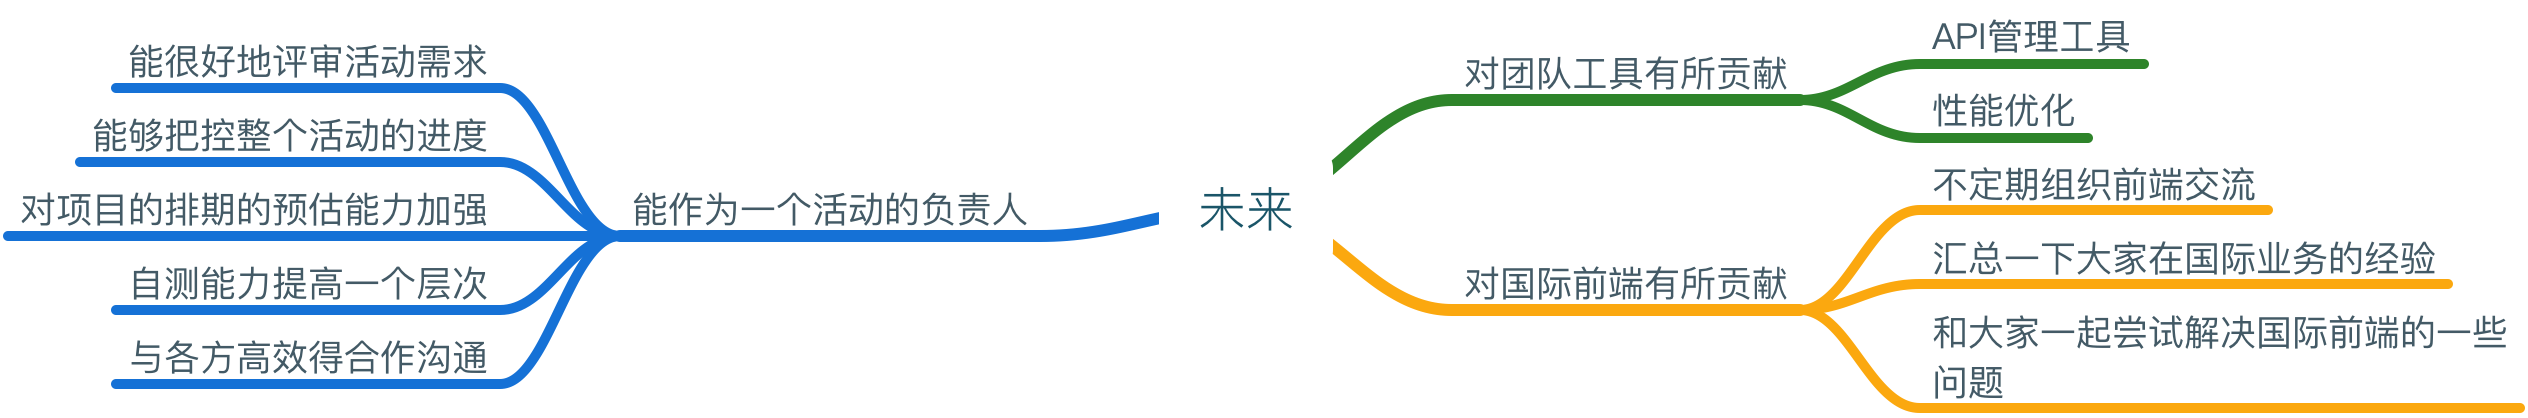 未来
对团队工具有所贡献
API管理工具
性能优化
对国际前端有所贡献
不定期组织前端交流
汇总一下大家在国际业务的经验
和大家一起尝试解决国际前端的一些
问题
能作为一个活动的负责人
能很好地评审活动需求
能够把控整个活动的进度
对项目的排期的预估能力加强
自测能力提高一个层次
与各方高效得合作沟通